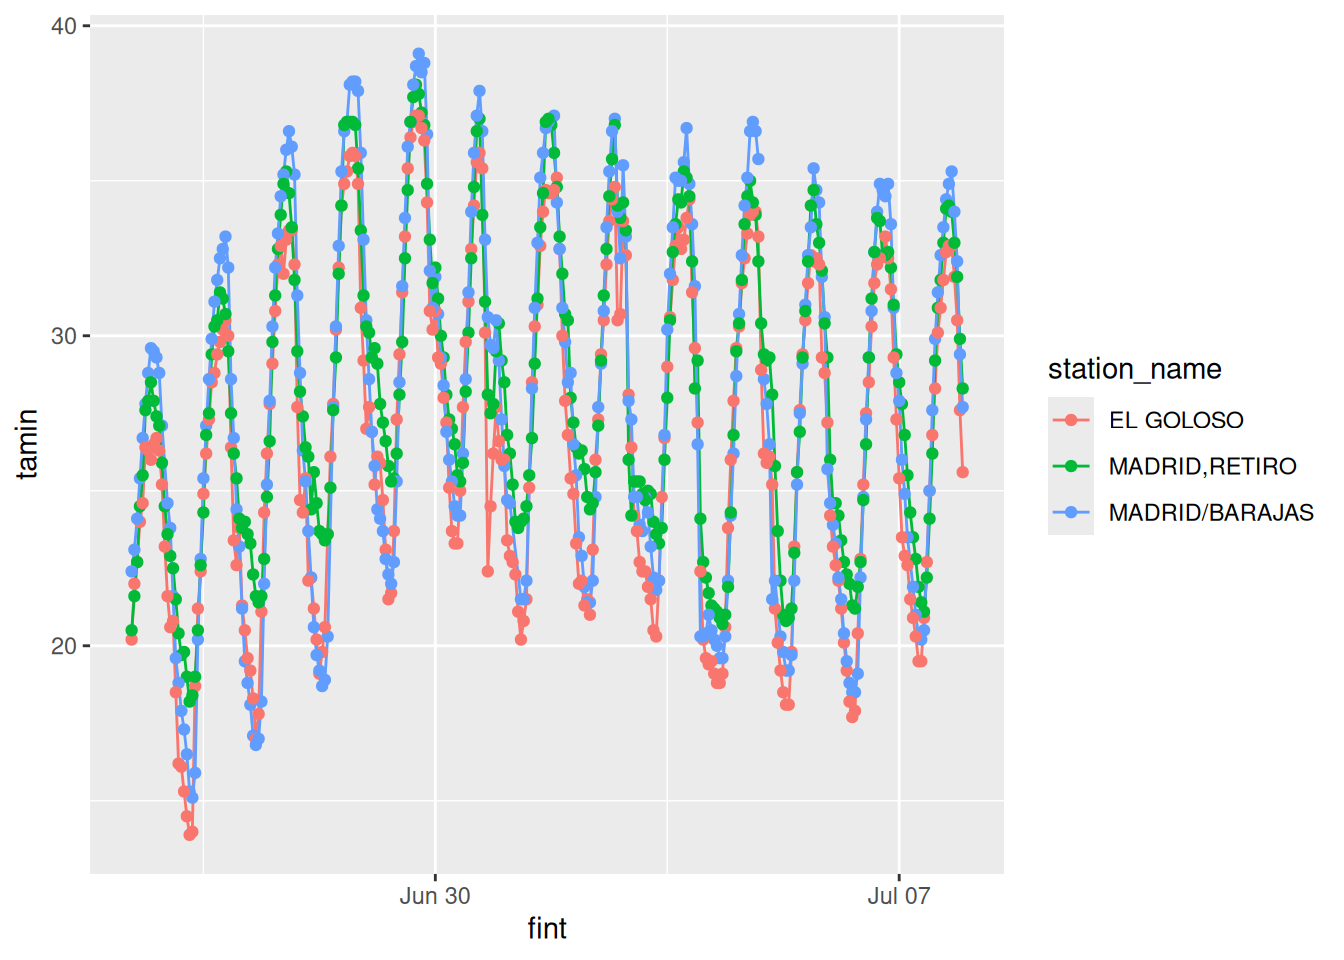 40
30
20
tamin
Jun 30
Jul 07
fint
station_name
EL GOLOSO
MADRID,RETIRO
MADRID/BARAJAS